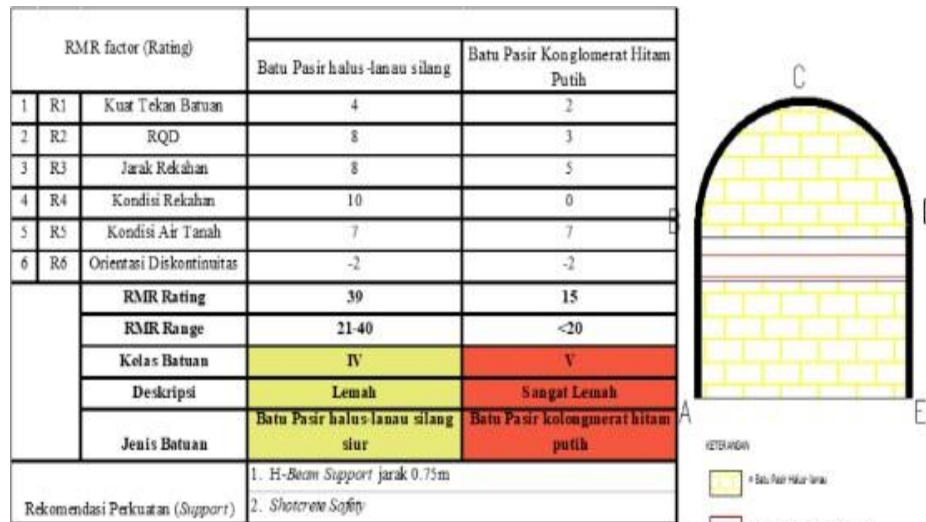 RMR factor (Rating)
Batu Pasir halus-lanau silang
Batu Pasir Konglomerat Hitam
Putih
1 R1 Kuat Tekan Batuan 4 2
2 R2 RQD 8 3
3 R3 Jarak Rekahan 8 5
4 R4 Kondisi Rekahan 10 0
5 R5 Kondisi Air Tanah 7 7
6 R6 Orientasi Diskontinuitas -2 -2
RMR Rating 39 15
RMR Range 21-40 <20
Kelas Batuan IV V
Deskripsi Lemah Sangat Lemah
Jenis Batuan
Batu Pasir halus-lanau silang
siur
Batu Pasir kolongmerat hitam
putih
Rekomendasi Perkuatan (Support)
1. H-Beam Support jarak 0.75m
2. Shotcrete Safety
C
B
A
E
KETERANGAN
= Batu Pasir Halus-lanau